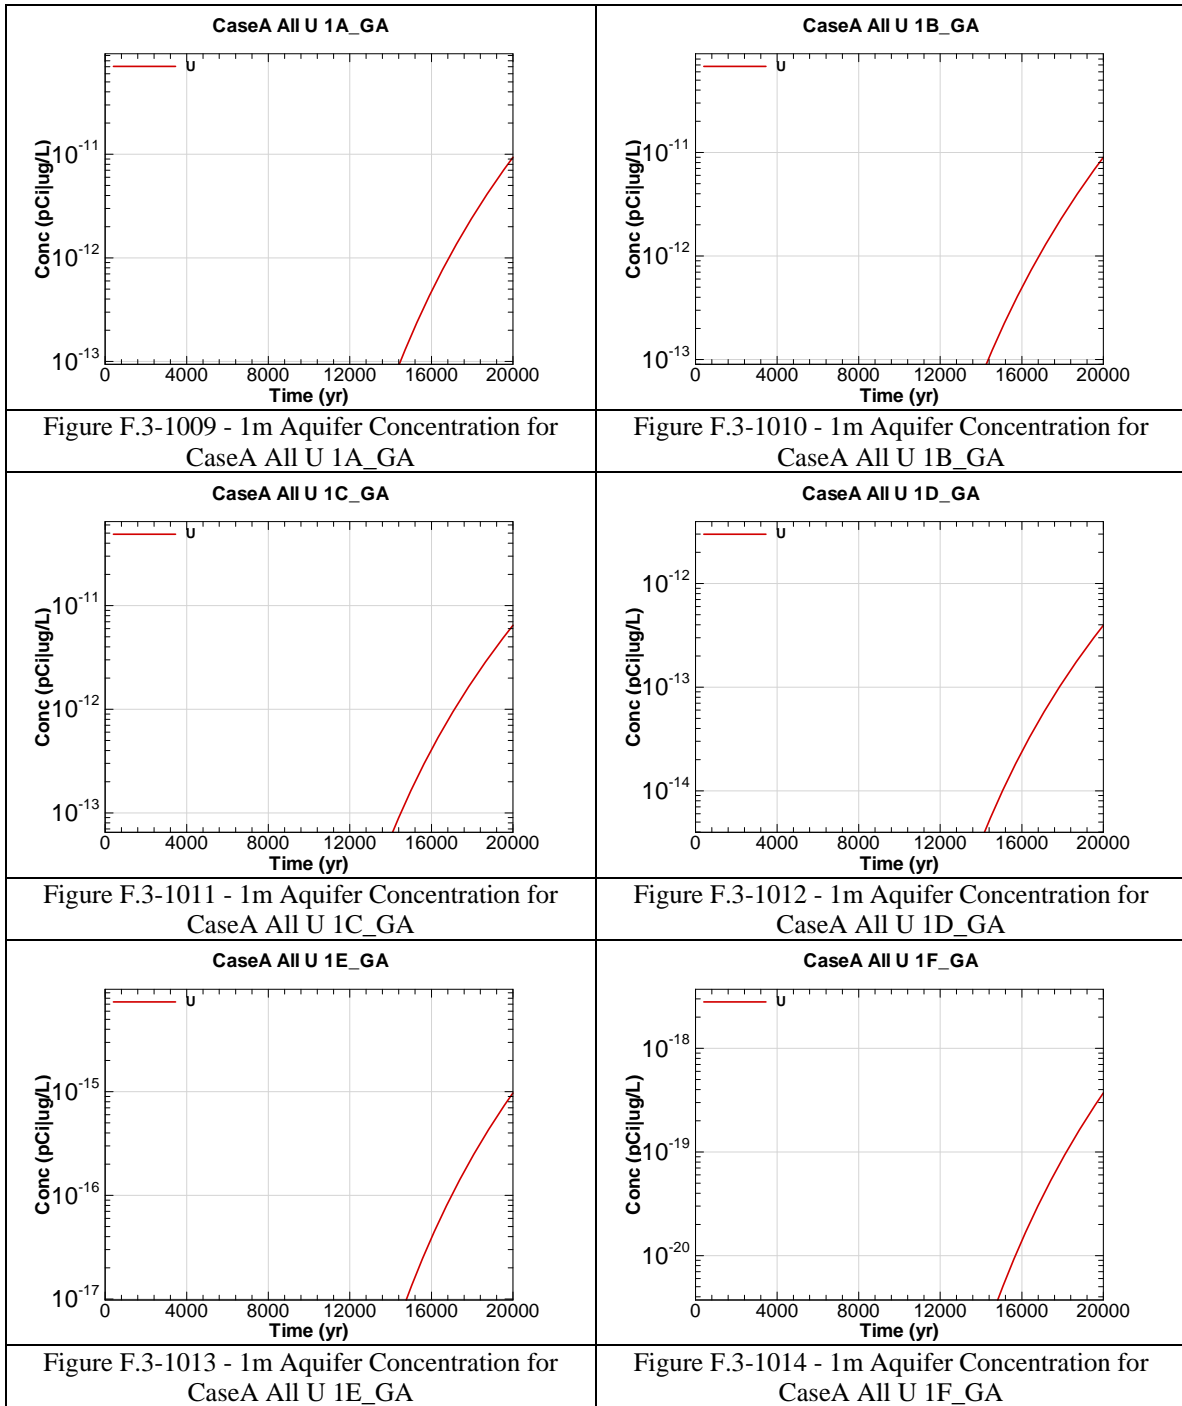 CaseA All U 1A_GA
U
Conc (pCi|ug/L)
10-11
10-12
10-13
0 4000 8000 12000 16000 20000
Time (yr)
Figure F.3-1009 - 1m Aquifer Concentration for
CaseA All U 1A_GA
CaseA All U 1B_GA
U
Conc (pCi|ug/L)
10-11
10-12
10-13
0 4000 8000 12000 16000 20000
Time (yr)
Figure F.3-1010 - 1m Aquifer Concentration for
CaseA All U 1B_GA
CaseA All U 1C_GA
U
Conc (pCi|ug/L)
10-11
10-12
10-13
0 4000 8000 12000 16000 20000
Time (yr)
Figure F.3-1011 - 1m Aquifer Concentration for
CaseA All U 1C_GA
CaseA All U 1D_GA
U
Conc (pCi|ug/L)
10-12
10-13
10-14
0 4000 8000 12000 16000 20000
Time (yr)
Figure F.3-1012 - 1m Aquifer Concentration for
CaseA All U 1D_GA
CaseA All U 1E_GA
U
Conc (pCi|ug/L)
10-15
10-16
10-17
0 4000 8000 12000 16000 20000
Time (yr)
Figure F.3-1013 - 1m Aquifer Concentration for
CaseA All U 1E_GA
CaseA All U 1F_GA
U
Conc (pCi|ug/L)
10-18
10-19
10-20
0 4000 8000 12000 16000 20000
Time (yr)
Figure F.3-1014 - 1m Aquifer Concentration for
CaseA All U 1F_GA